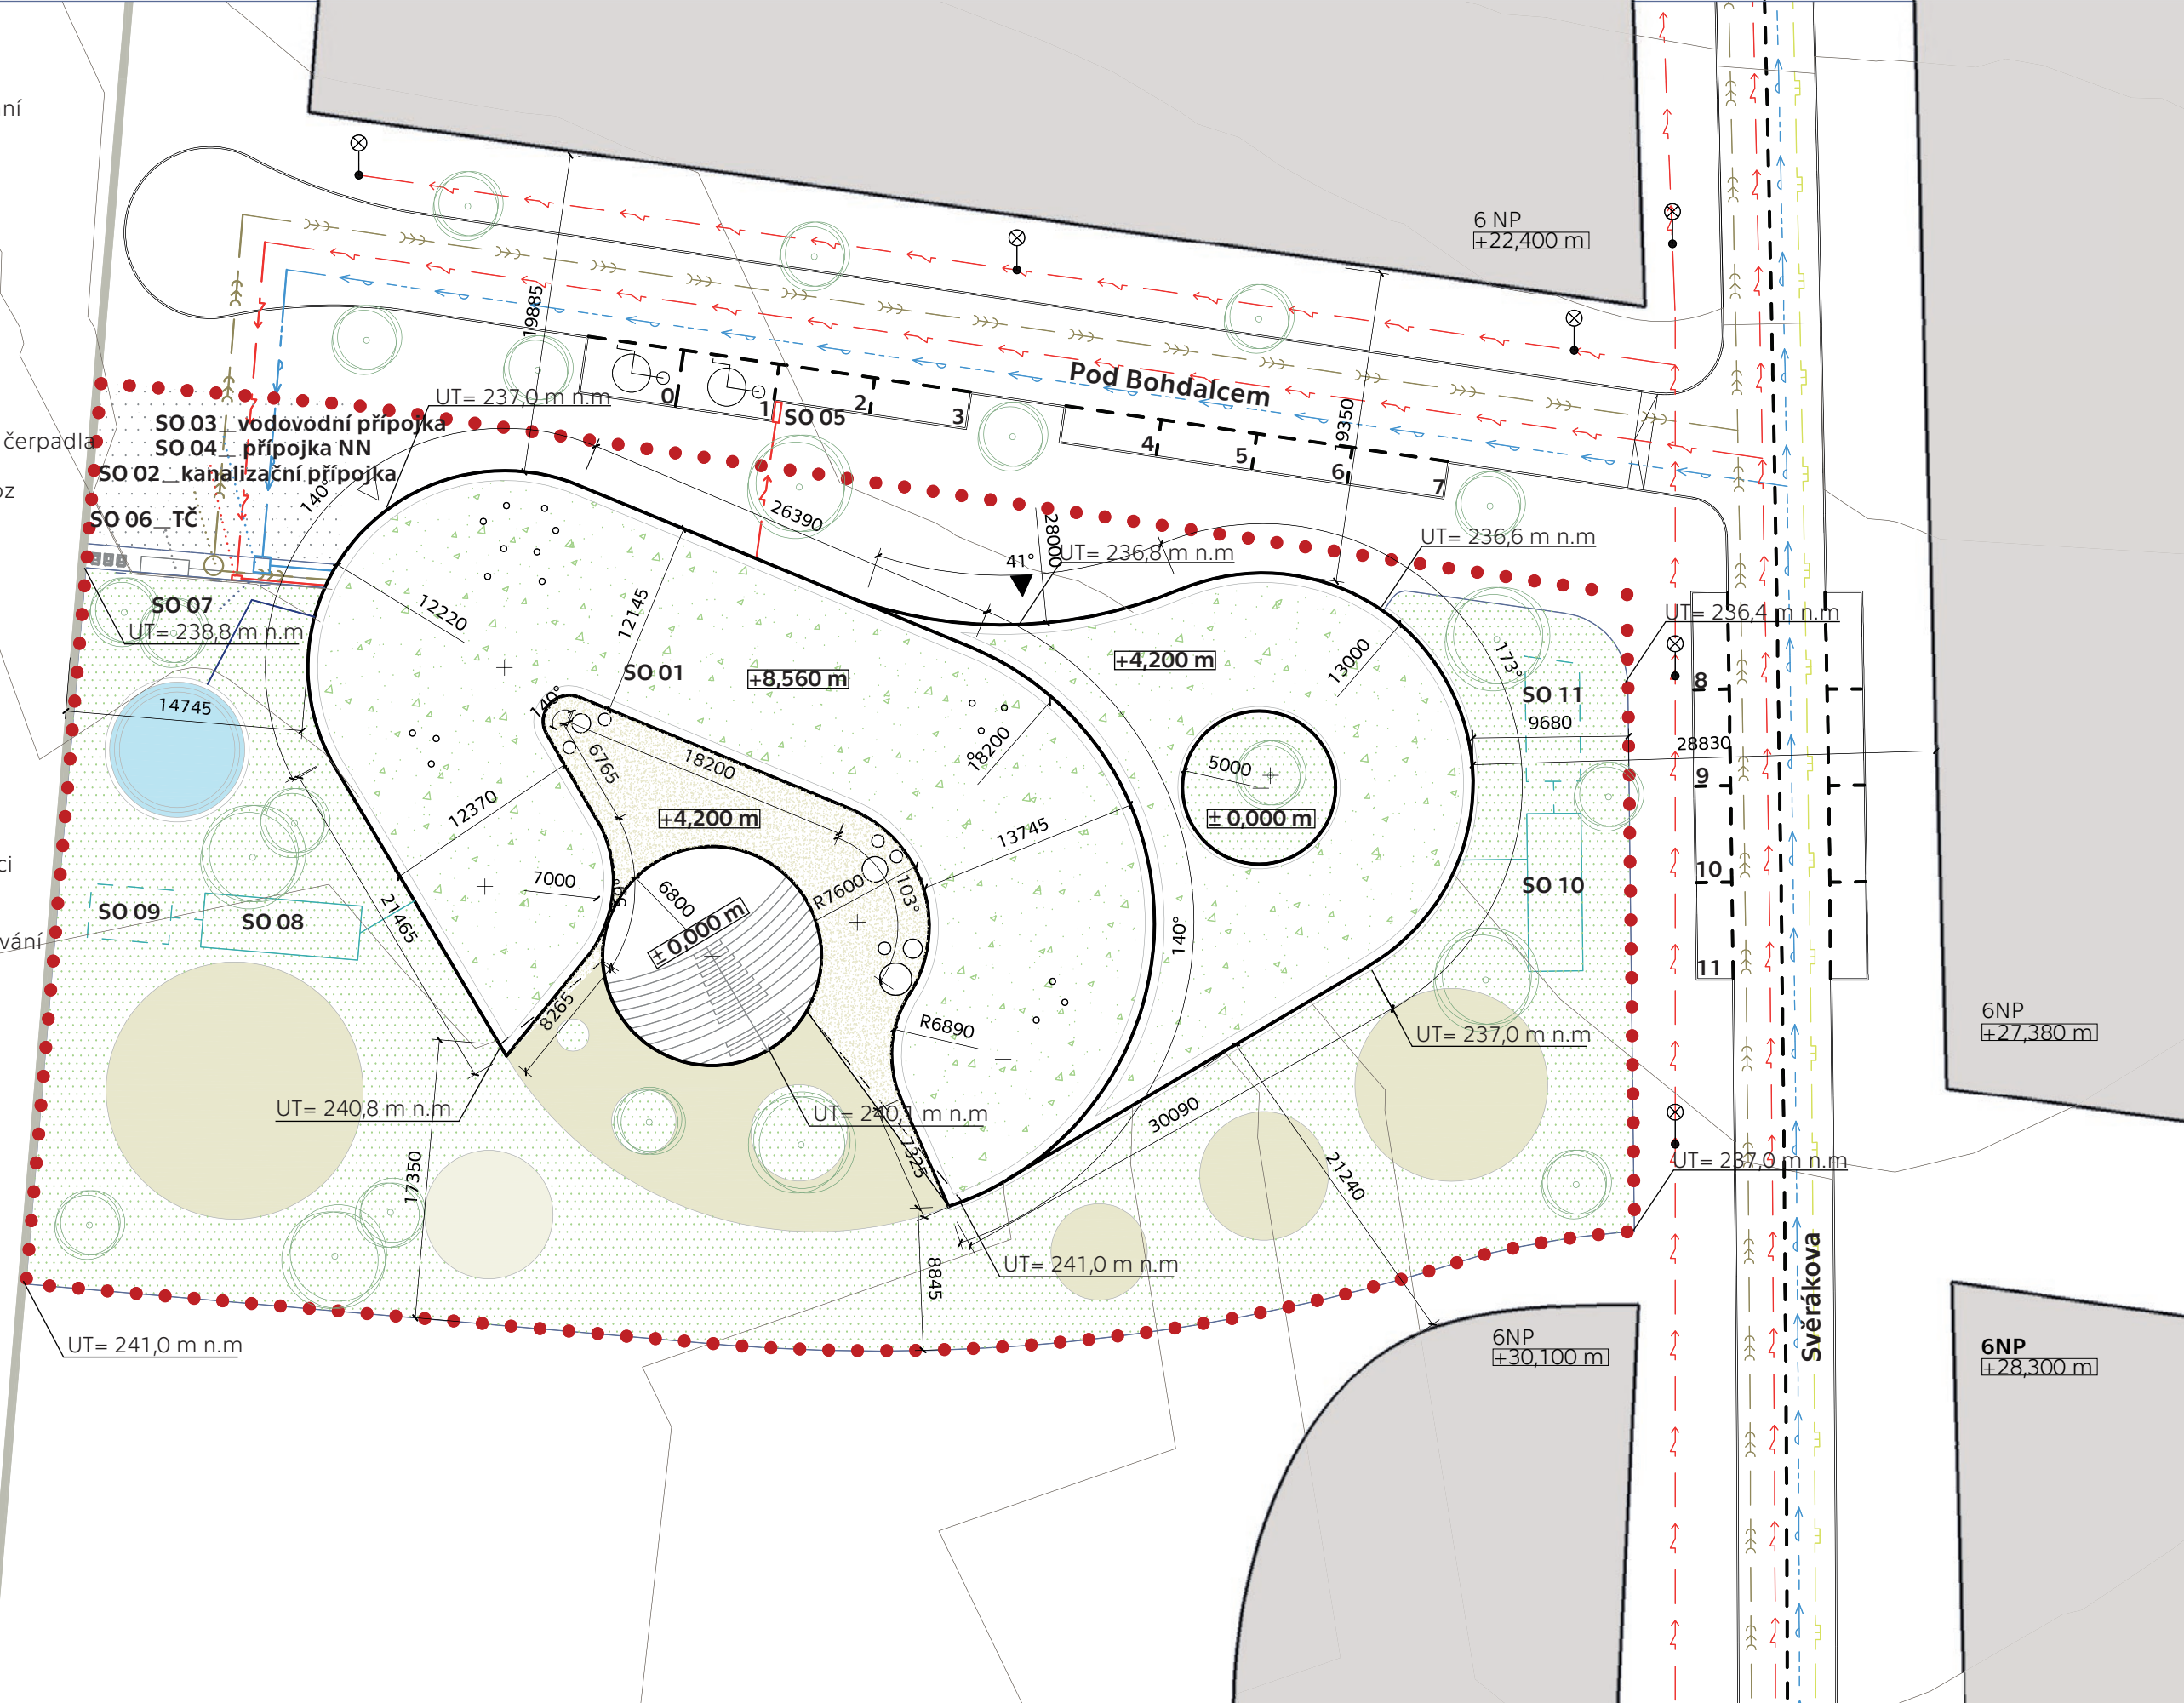 ní
6 NP
+22,400 m
19885
UT= 237,0 m n.m
0
1
2
3
SO 05
Pod Bohdalcem
19350
4
5
6
7
SO 03_vodovodní přípojka
čerpadla
SO 04_ přípojka NN
SO 02_kanalizační přípojka
oz
140°
SO 06_TČ
26390
28000
41°
UT= 236,8 m n.m
UT= 236,6 m n.m
SO 07
UT= 238,8 m n.m
12220
12145
UT= 236,4 m n.m
SO 01
+8,560 m
+4,200 m
13000
173°
8
SO 11
14745
140°
9680
28830
6765
18200
18200
5000
9
12370
+4,200 m
± 0,000 m
13745
ci
10
SO 10
7000
6800
R7600
103°
SO 09
SO 08
21465
± 0,000 m
140°
vání
11
8265
R6890
6NP
+27,380 m
UT= 237,0 m n.m
UT= 240,8 m n.m
UT= 240,1 m n.m
30090
7325
17350
21240
UT= 237,0 m n.m
UT= 241,0 m n.m
8845
Svěrákova
UT= 241,0 m n.m
6NP
+30,100 m
6NP
+28,300 m